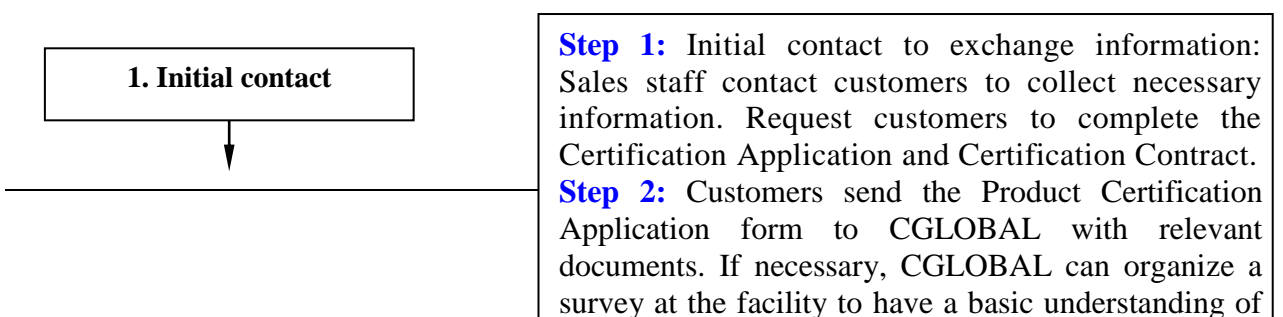 1. Initial contact
Step 1: Initial contact to exchange information:
Sales staff contact customers to collect necessary
information. Request customers to complete the
Certification Application and Certification Contract.
Step 2: Customers send the Product Certification
Application form to CGLOBAL with relevant
documents. If necessary, CGLOBAL can organize a
survey at the facility to have a basic understanding of